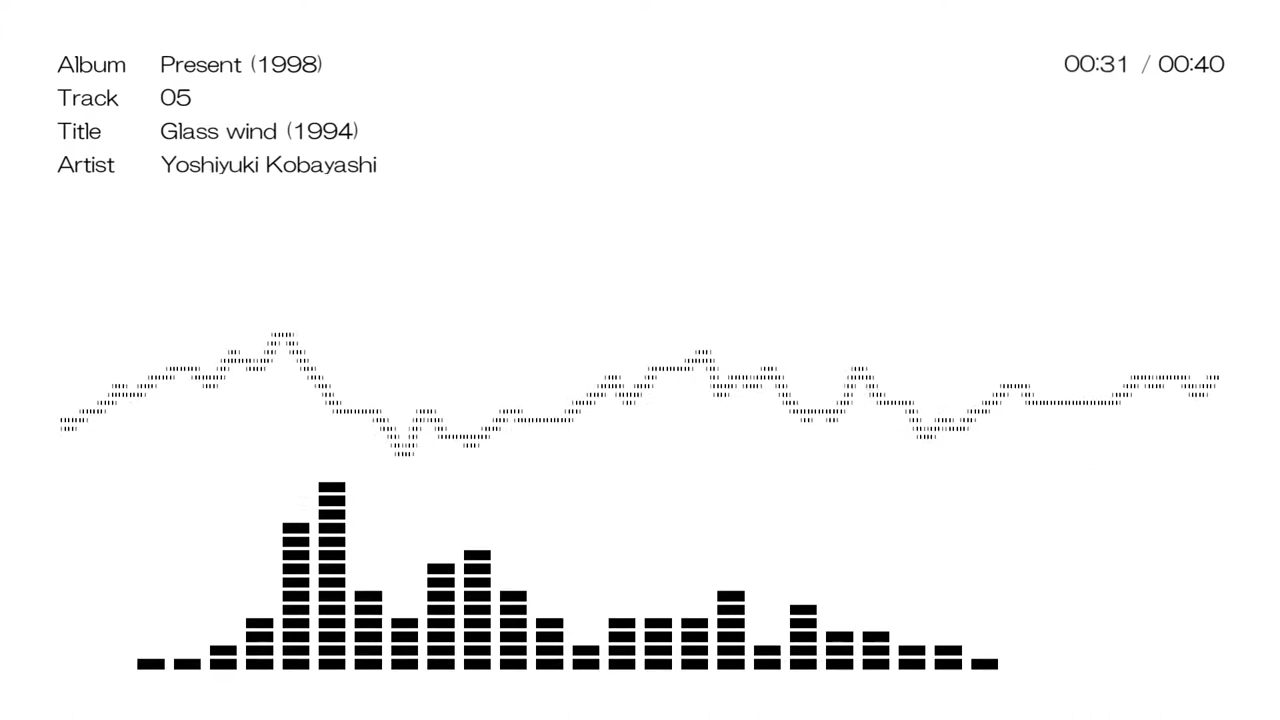 Album Present (1998)
00:31 / 00:40
Track 05
Title Glass wind (1994)
Artist Yoshiyuki Kobayashi